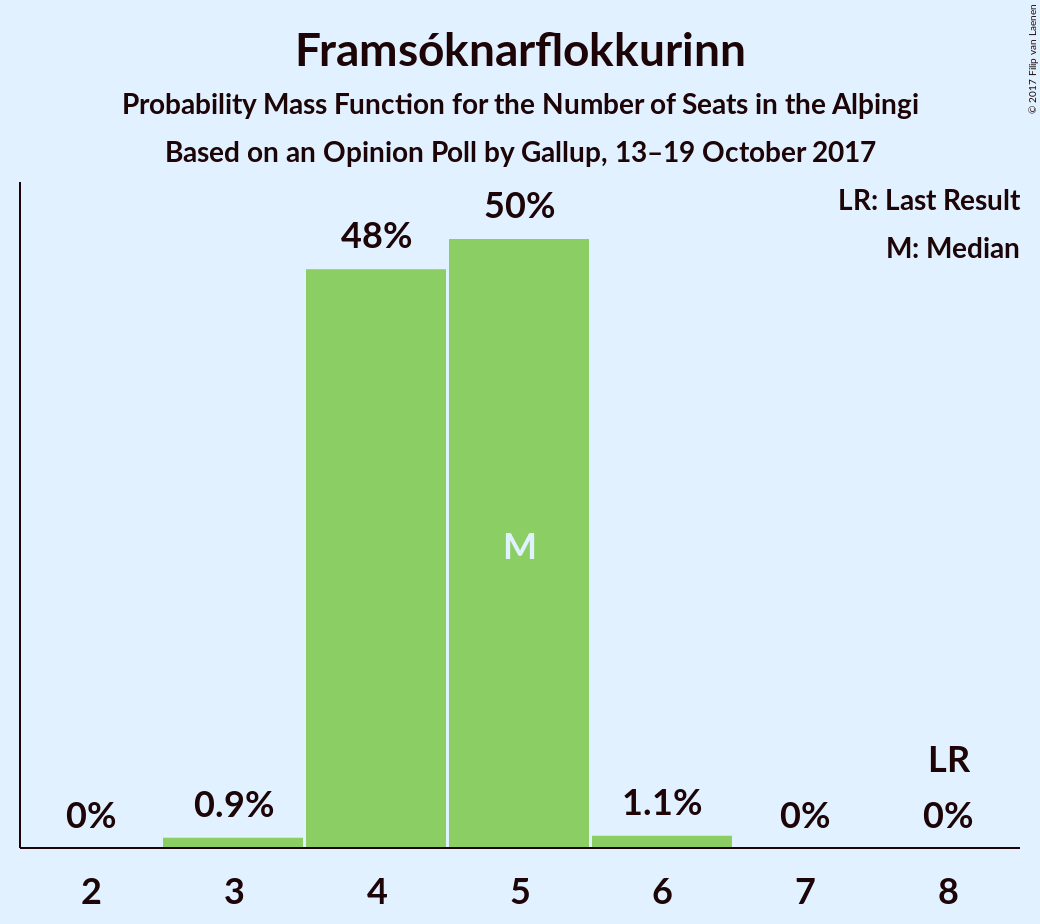 Framsóknarflokkurinn
Probability Mass Function for the Number of Seats in the Alþingi
Based on an Opinion Poll by Gallup, 13–19 October 2017
© 2017 Filip van Laenen
LR: Last Result
M: Median
0%
0.9%
48%
50%
M
1.1%
0%
LR
0%
2 3 4 5 6 7 8